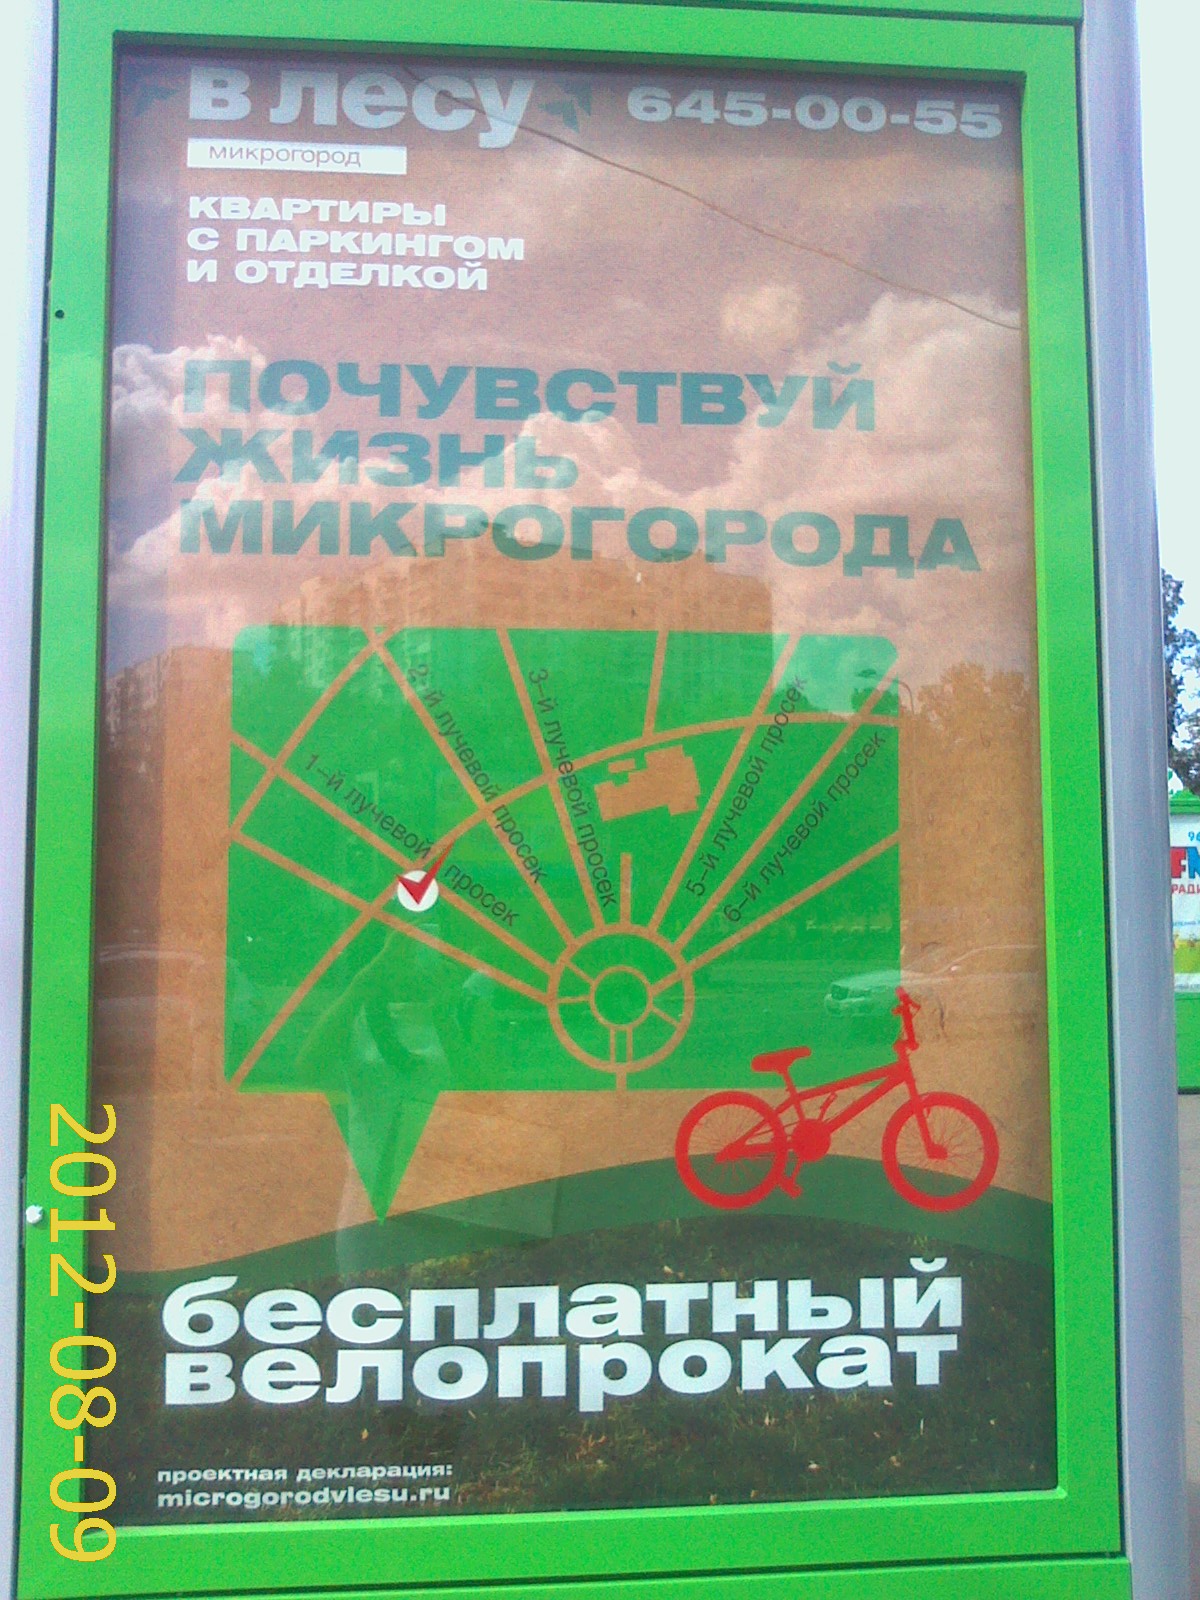 в лесу
645-00-55
микрогород
КВАРТИРЫ
С ПАРКИНГОМ
И ОТДЕЛКОЙ
ПОЧУВСТВУЙ
ЖИЗНЬ
МИКРОГОРОДА
1-й лучевой просек
2-й лучевой просек
3-й лучевой просек
5-й лучевой просек
6-й лучевой просек
бесплатный
велопрокат
проектная декларация:
microgorodvlesu.ru
2012-08-09